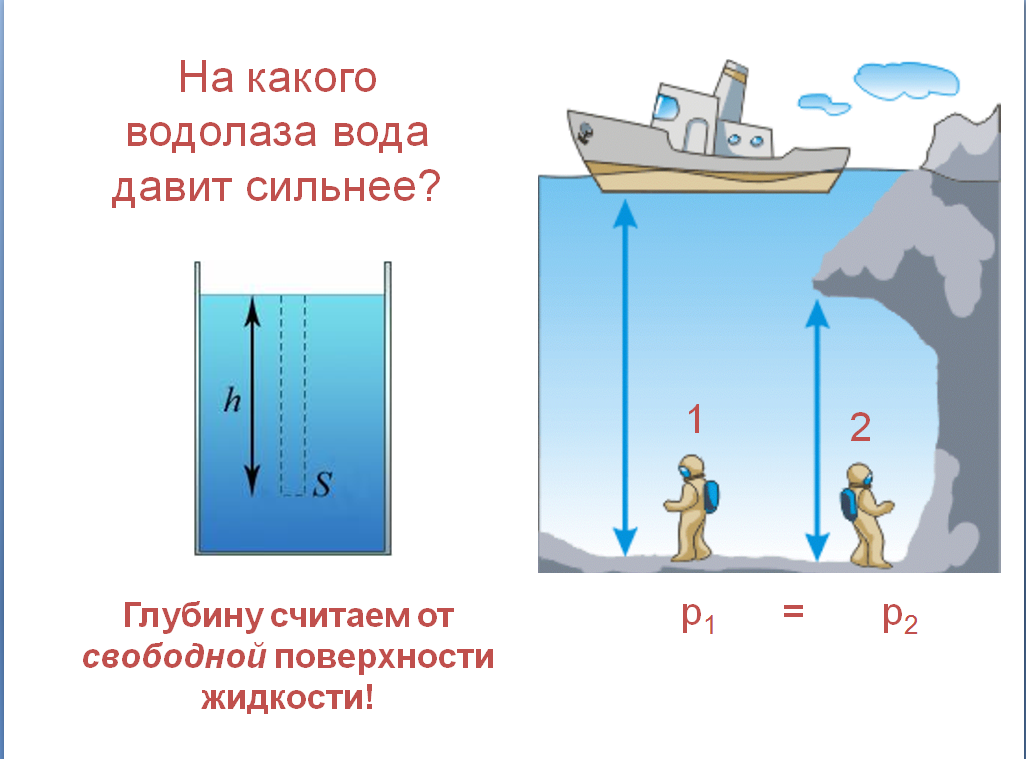 На какого
водолаза вода
давит сильнее?
h
S
1
2
Глубину считаем от
свободной поверхности
жидкости!
p₁ = p₂